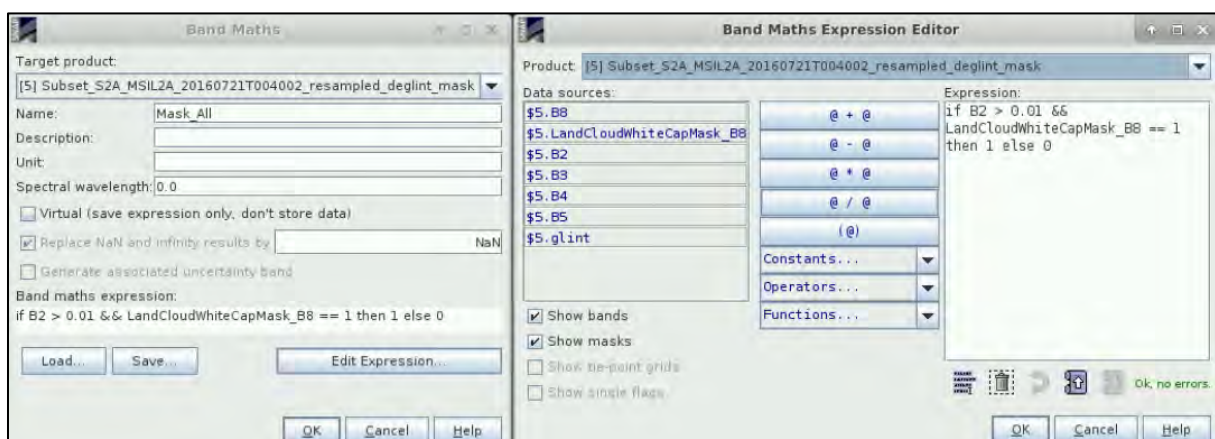 Band Maths
Target product:
[5] Subset_S2A_MSIL2A_20160721T004002_resampled_deglint_mask
Name: Mask_All
Description:
Unit:
Spectral wavelength: 0.0
Virtual (save expression only, don't store data)
Replace NaN and infinity results by NaN
Generate associated uncertainty band
Band maths expression:
if B2 > 0.01 && LandCloudWhiteCapMask_B8 == 1 then 1 else 0
Load... Save... Edit Expression...
OK Cancel Help
Band Maths Expression Editor
Product: [5] Subset_S2A_MSIL2A_20160721T004002_resampled_deglint_mask
Data sources:
$5.B8
$5.LandCloudWhiteCapMask_B8
$5.B2
$5.B3
$5.B4
$5.B5
$5.glint
Show bands
Show masks
Show tie-point grids
Show single flags
@ + @
@ - @
@ * @
@ / @
(@)
Constants...
Operators...
Functions...
Expression:
if B2 > 0.01 &&
LandCloudWhiteCapMask_B8 == 1
then 1 else 0
Ok, no errors.
OK Cancel Help